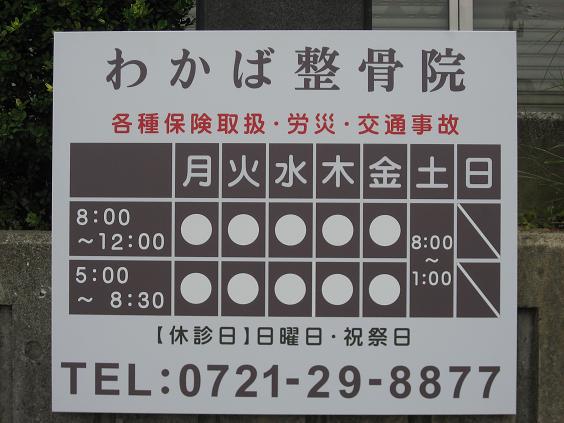 わかば整骨院
各種保険取扱・労災・交通事故
月 火 水 木 金 土 日
8:00 ～12:00 ● ● ● ● ● 8:00 ～ 1:00
5:00 ～ 8:30 ● ● ● ● ●
【休診日】日曜日・祝祭日
TEL:0721-29-8877